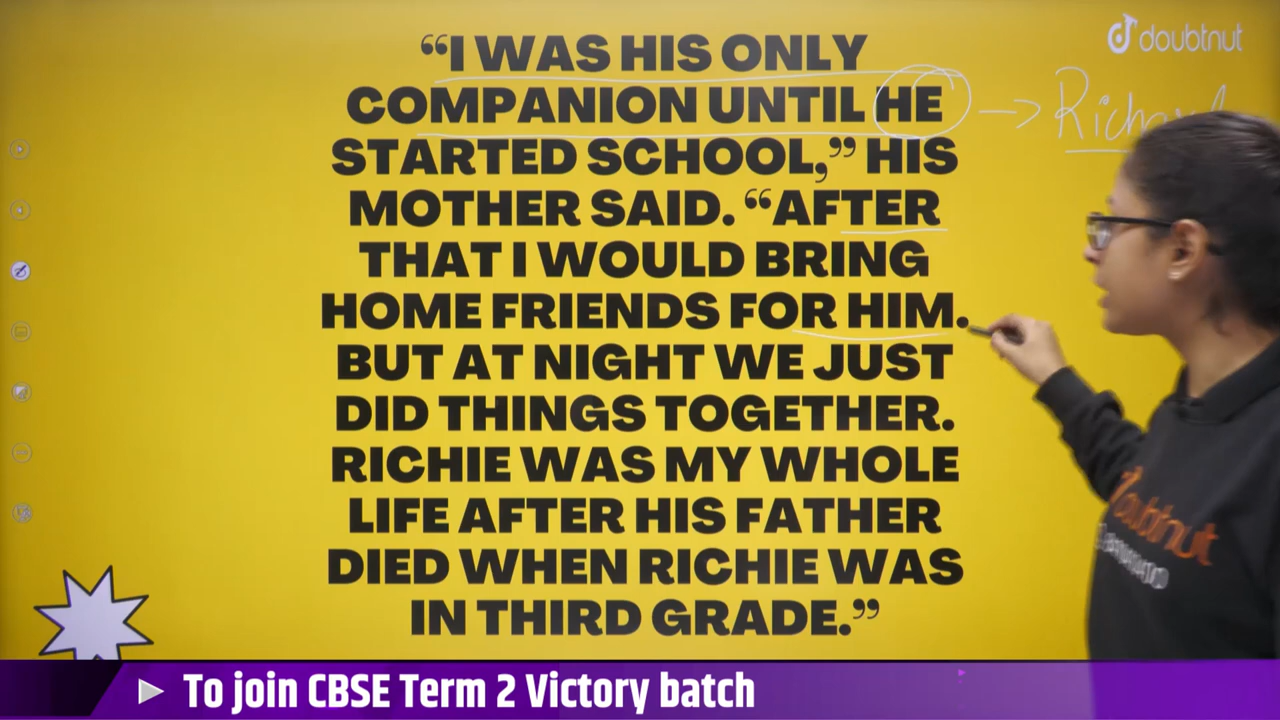 “I WAS HIS ONLY
COMPANION UNTIL HE
STARTED SCHOOL,” HIS
MOTHER SAID. “AFTER
THAT I WOULD BRING
HOME FRIENDS FOR HIM.
BUT AT NIGHT WE JUST
DID THINGS TOGETHER.
RICHIE WAS MY WHOLE
LIFE AFTER HIS FATHER
DIED WHEN RICHIE WAS
IN THIRD GRADE.”
doubtnut
doubtnut
To join CBSE Term 2 Victory batch